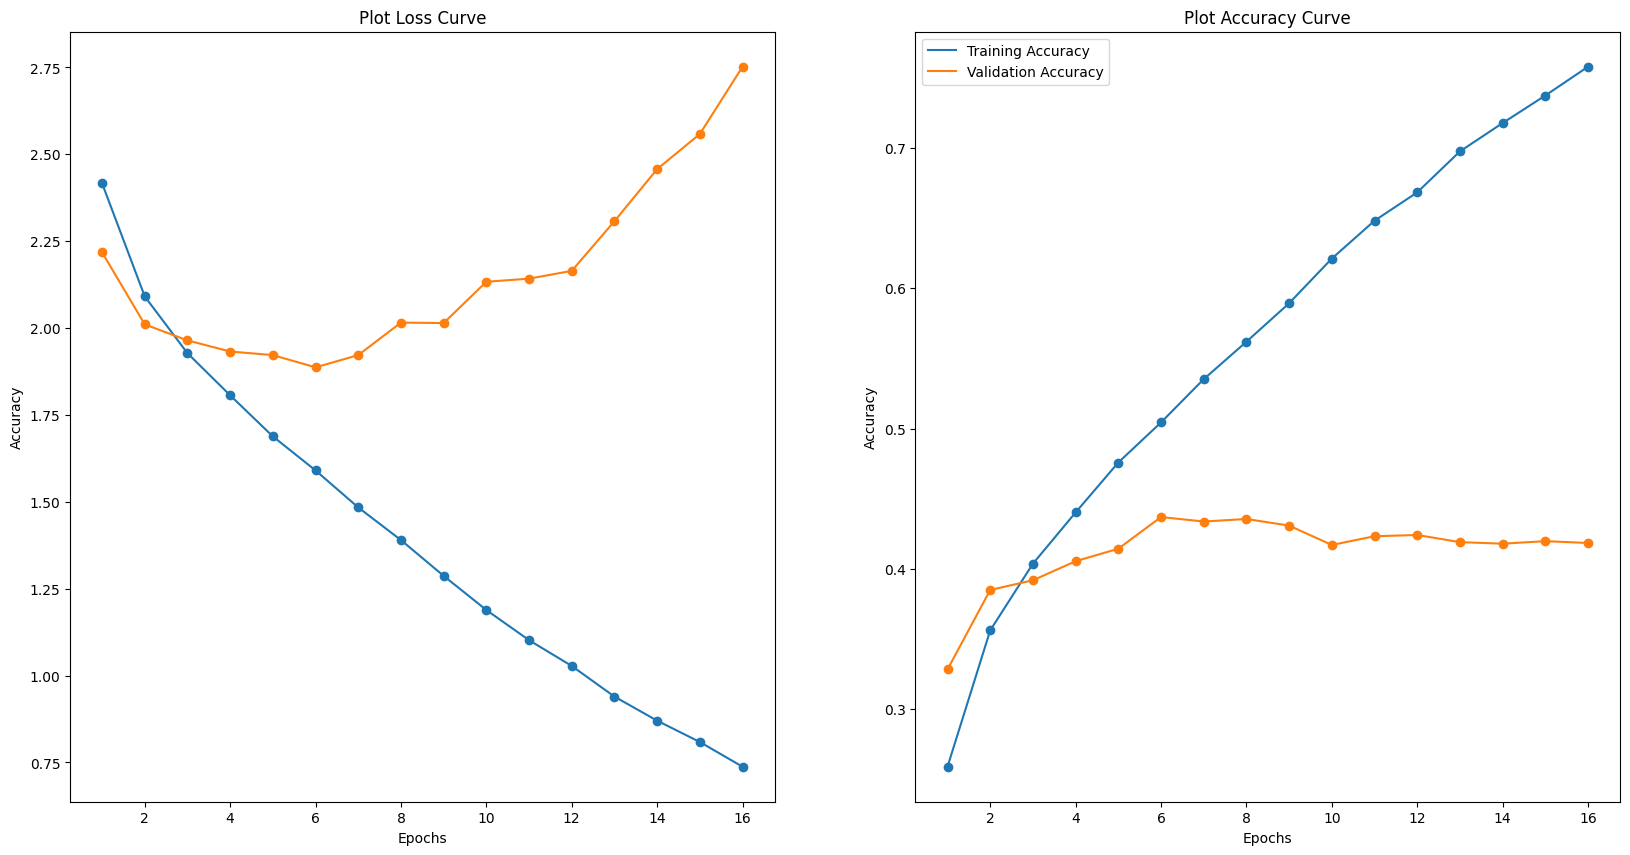 Plot Loss Curve
Accuracy
2.75
2.50
2.25
2.00
1.75
1.50
1.25
1.00
0.75
2 4 6 8 10 12 14 16
Epochs
Plot Accuracy Curve
Training Accuracy
Validation Accuracy
Accuracy
0.7
0.6
0.5
0.4
0.3
2 4 6 8 10 12 14 16
Epochs